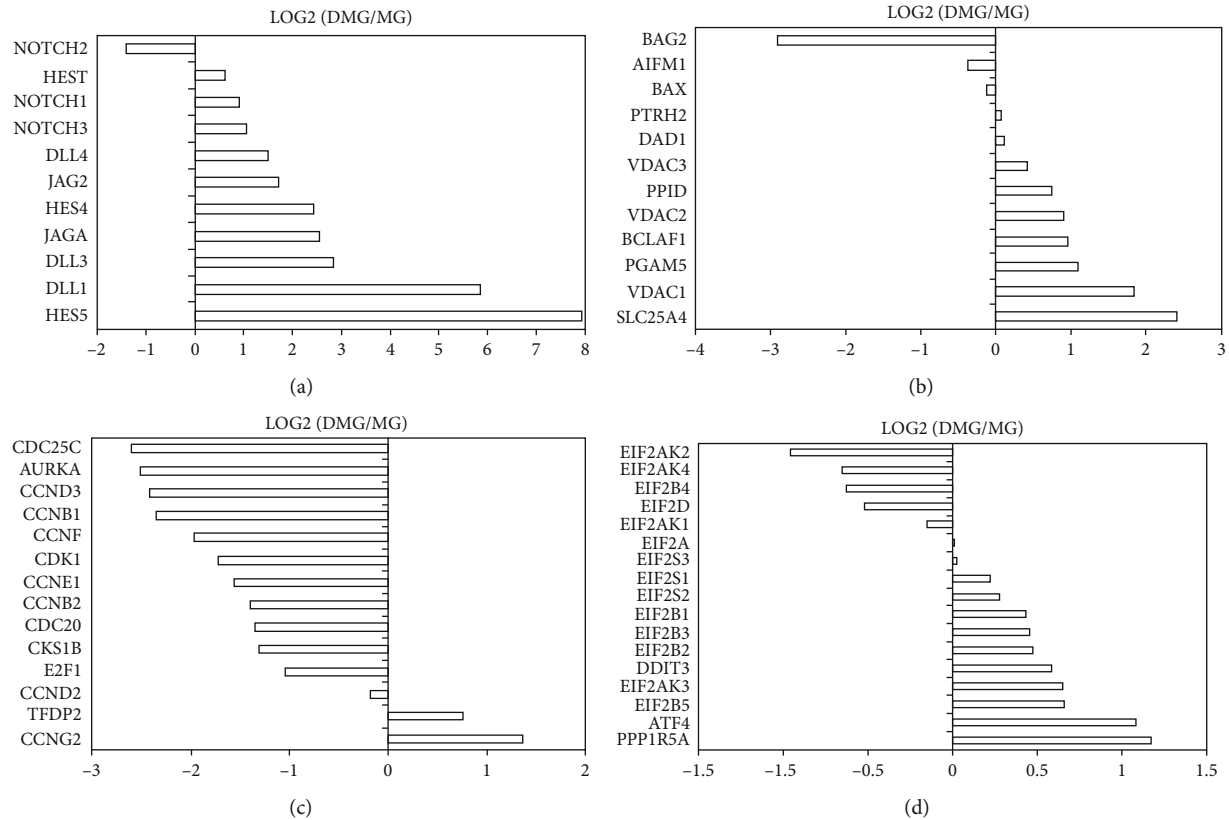 LOG2 (DMG/MG)
NOTCH2
HEST
NOTCH1
NOTCH3
DLL4
JAG2
HES4
JAGA
DLL3
DLL1
HES5
−2 −1 0 1 2 3 4 5 6 7 8
(a)
LOG2 (DMG/MG)
BAG2
AIFM1
BAX
PTRH2
DAD1
VDAC3
PPID
VDAC2
BCLAF1
PGAM5
VDAC1
SLC25A4
−4 −3 −2 −1 0 1 2 3
(b)
LOG2 (DMG/MG)
CDC25C
AURKA
CCND3
CCNB1
CCNF
CDK1
CCNE1
CCNB2
CDC20
CKS1B
E2F1
CCND2
TFDP2
CCNG2
−3 −2 −1 0 1 2
(c)
LOG2 (DMG/MG)
EIF2AK2
EIF2AK4
EIF2B4
EIF2D
EIF2AK1
EIF2A
EIF2S3
EIF2S1
EIF2S2
EIF2B1
EIF2B3
EIF2B2
DDIT3
EIF2AK3
EIF2B5
ATF4
PPP1R5A
−1.5 −1.5 −0.5 0 0.5 1 1.5
(d)